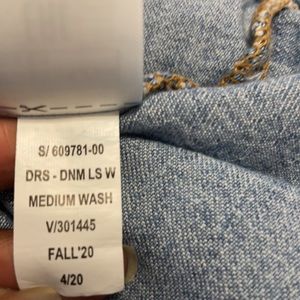 S/ 609781-00
DRS - DNM LS W
MEDIUM WASH
V/301445
FALL'20
4/20